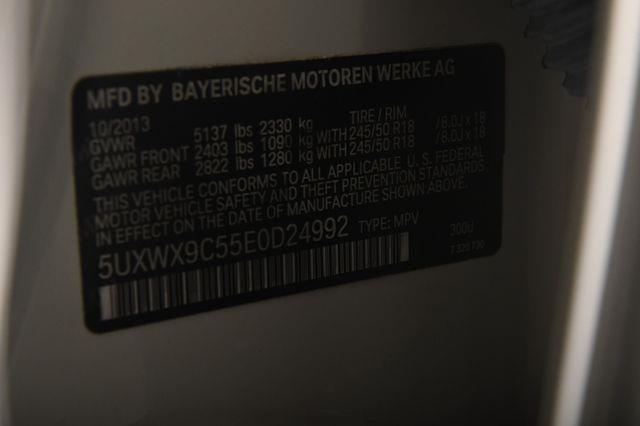 MFD BY BAYERISCHE MOTOREN WERKE AG
10/2013 TIRE / RIM
GVWR 5137 lbs 2330 kg
GAWR FRONT 2403 lbs 1090 kg WITH 245/50 R18 / 8.0J x 18
GAWR REAR 2822 lbs 1280 kg WITH 245/50 R18 / 8.0J x 18
THIS VEHICLE CONFORMS TO ALL APPLICABLE U.S. FEDERAL
MOTOR VEHICLE SAFETY AND THEFT PREVENTION STANDARDS
IN EFFECT ON THE DATE OF MANUFACTURE SHOWN ABOVE.
5UXWX9C55E0D24992 TYPE: MPV 300U